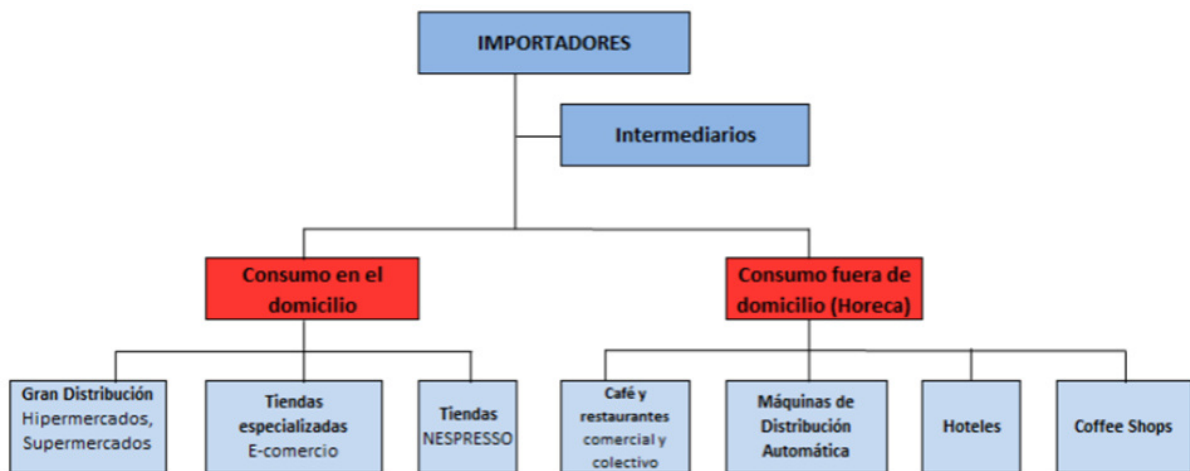 IMPORTADORES
Intermediarios
Consumo en el
domicilio
Consumo fuera de
domicilio (Horeca)
Gran Distribución
Hipermercados,
Supermercados
Tiendas
especializadas
E-comercio
Tiendas
NESPRESSO
Café y
restaurantes
comercial y
colectivo
Máquinas de
Distribución
Automática
Hoteles
Coffee Shops